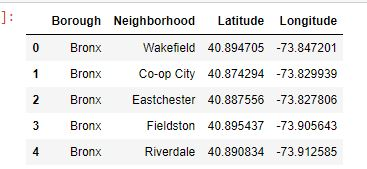 ]:
Borough Neighborhood Latitude Longitude
0 Bronx Wakefield 40.894705 -73.847201
1 Bronx Co-op City 40.874294 -73.829939
2 Bronx Eastchester 40.887556 -73.827806
3 Bronx Fieldston 40.895437 -73.905643
4 Bronx Riverdale 40.890834 -73.912585